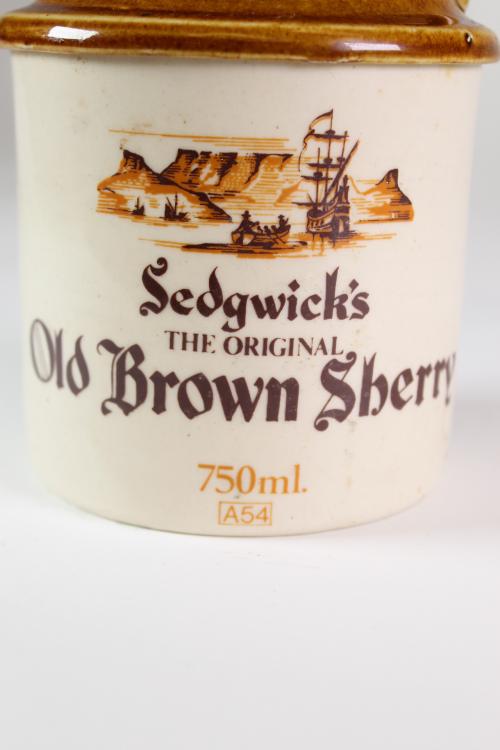 Sedgwick's
THE ORIGINAL
Old Brown Sherry
750ml.
A54